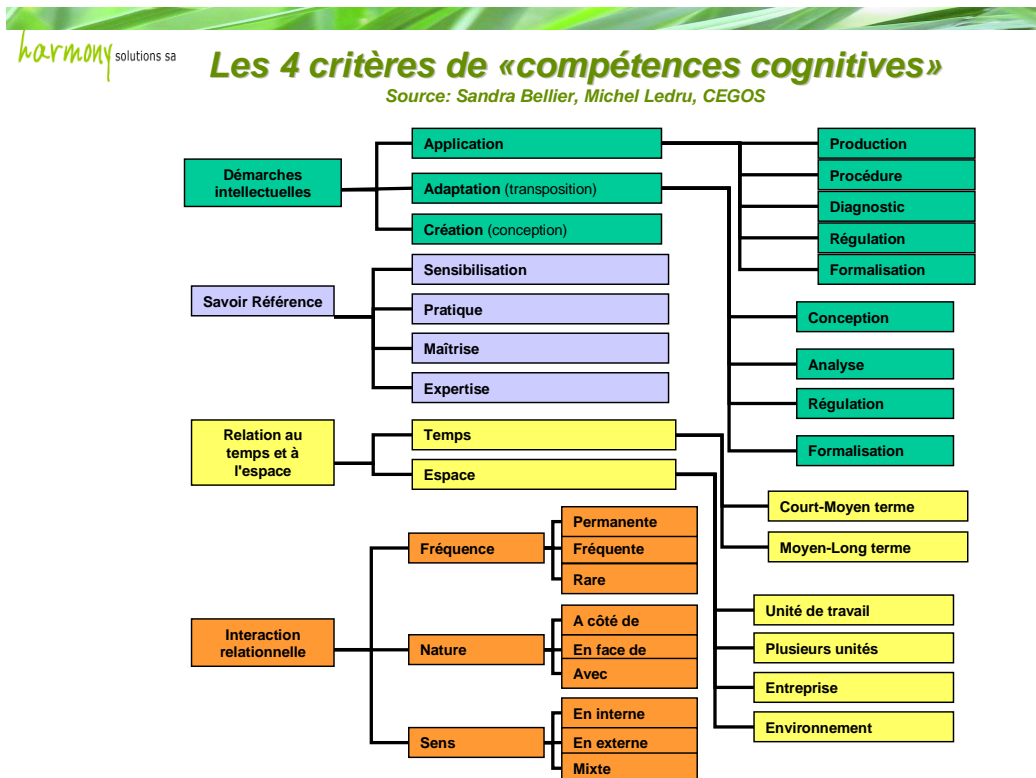 harmony solutions sa
Les 4 critères de «compétences cognitives»
Source: Sandra Bellier, Michel Ledru, CEGOS
Démarches
intellectuelles
Application
Adaptation (transposition)
Création (conception)
Production
Procédure
Diagnostic
Régulation
Formalisation
Conception
Analyse
Régulation
Formalisation
Savoir Référence
Sensibilisation
Pratique
Maîtrise
Expertise
Relation au
temps et à
l'espace
Temps
Espace
Court-Moyen terme
Moyen-Long terme
Unité de travail
Plusieurs unités
Entreprise
Environnement
Interaction
relationnelle
Fréquence
Permanente
Fréquente
Rare
Nature
A côté de
En face de
Avec
Sens
En interne
En externe
Mixte